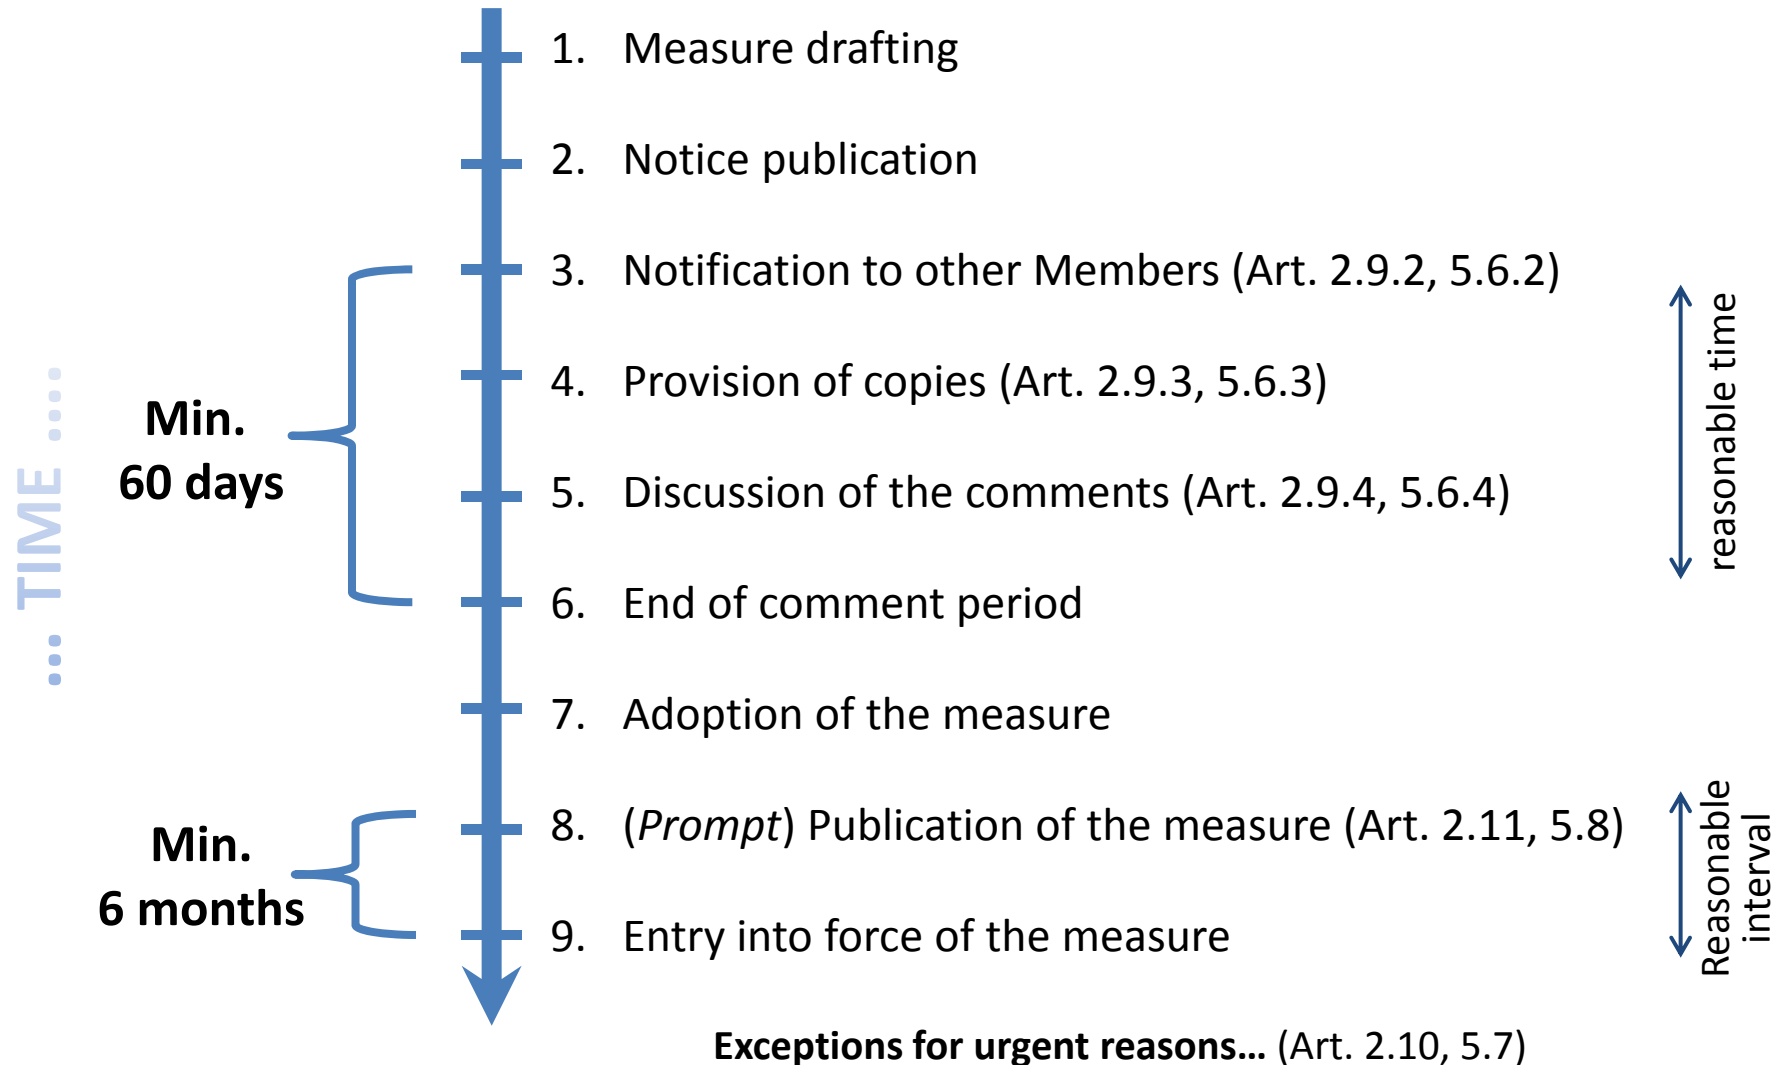 1. Measure drafting
2. Notice publication
3. Notification to other Members (Art. 2.9.2, 5.6.2)
4. Provision of copies (Art. 2.9.3, 5.6.3)
5. Discussion of the comments (Art. 2.9.4, 5.6.4)
6. End of comment period
7. Adoption of the measure
8. (Prompt) Publication of the measure (Art. 2.11, 5.8)
9. Entry into force of the measure
Exceptions for urgent reasons... (Art. 2.10, 5.7)
... TIME ....
Min.
60 days
Min.
6 months
reasonable time
Reasonable
interval